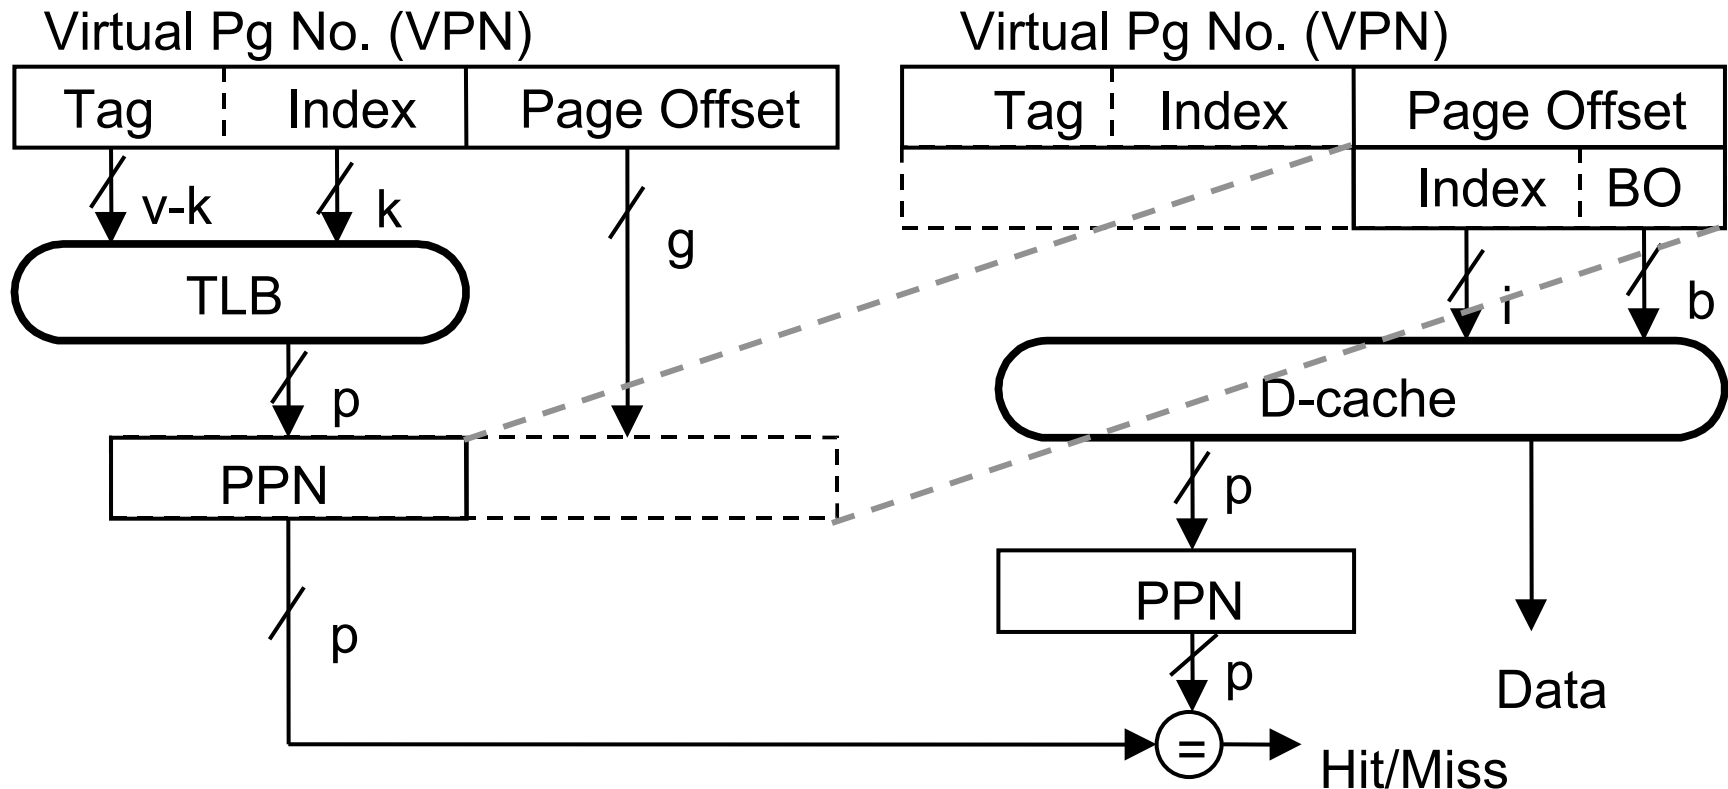 Virtual Pg No. (VPN)
Tag Index Page Offset
v-k k g
TLB
p
PPN
p
Virtual Pg No. (VPN)
Tag Index Page Offset
Index BO
i b
D-cache
p
PPN
p
Data
=
Hit/Miss